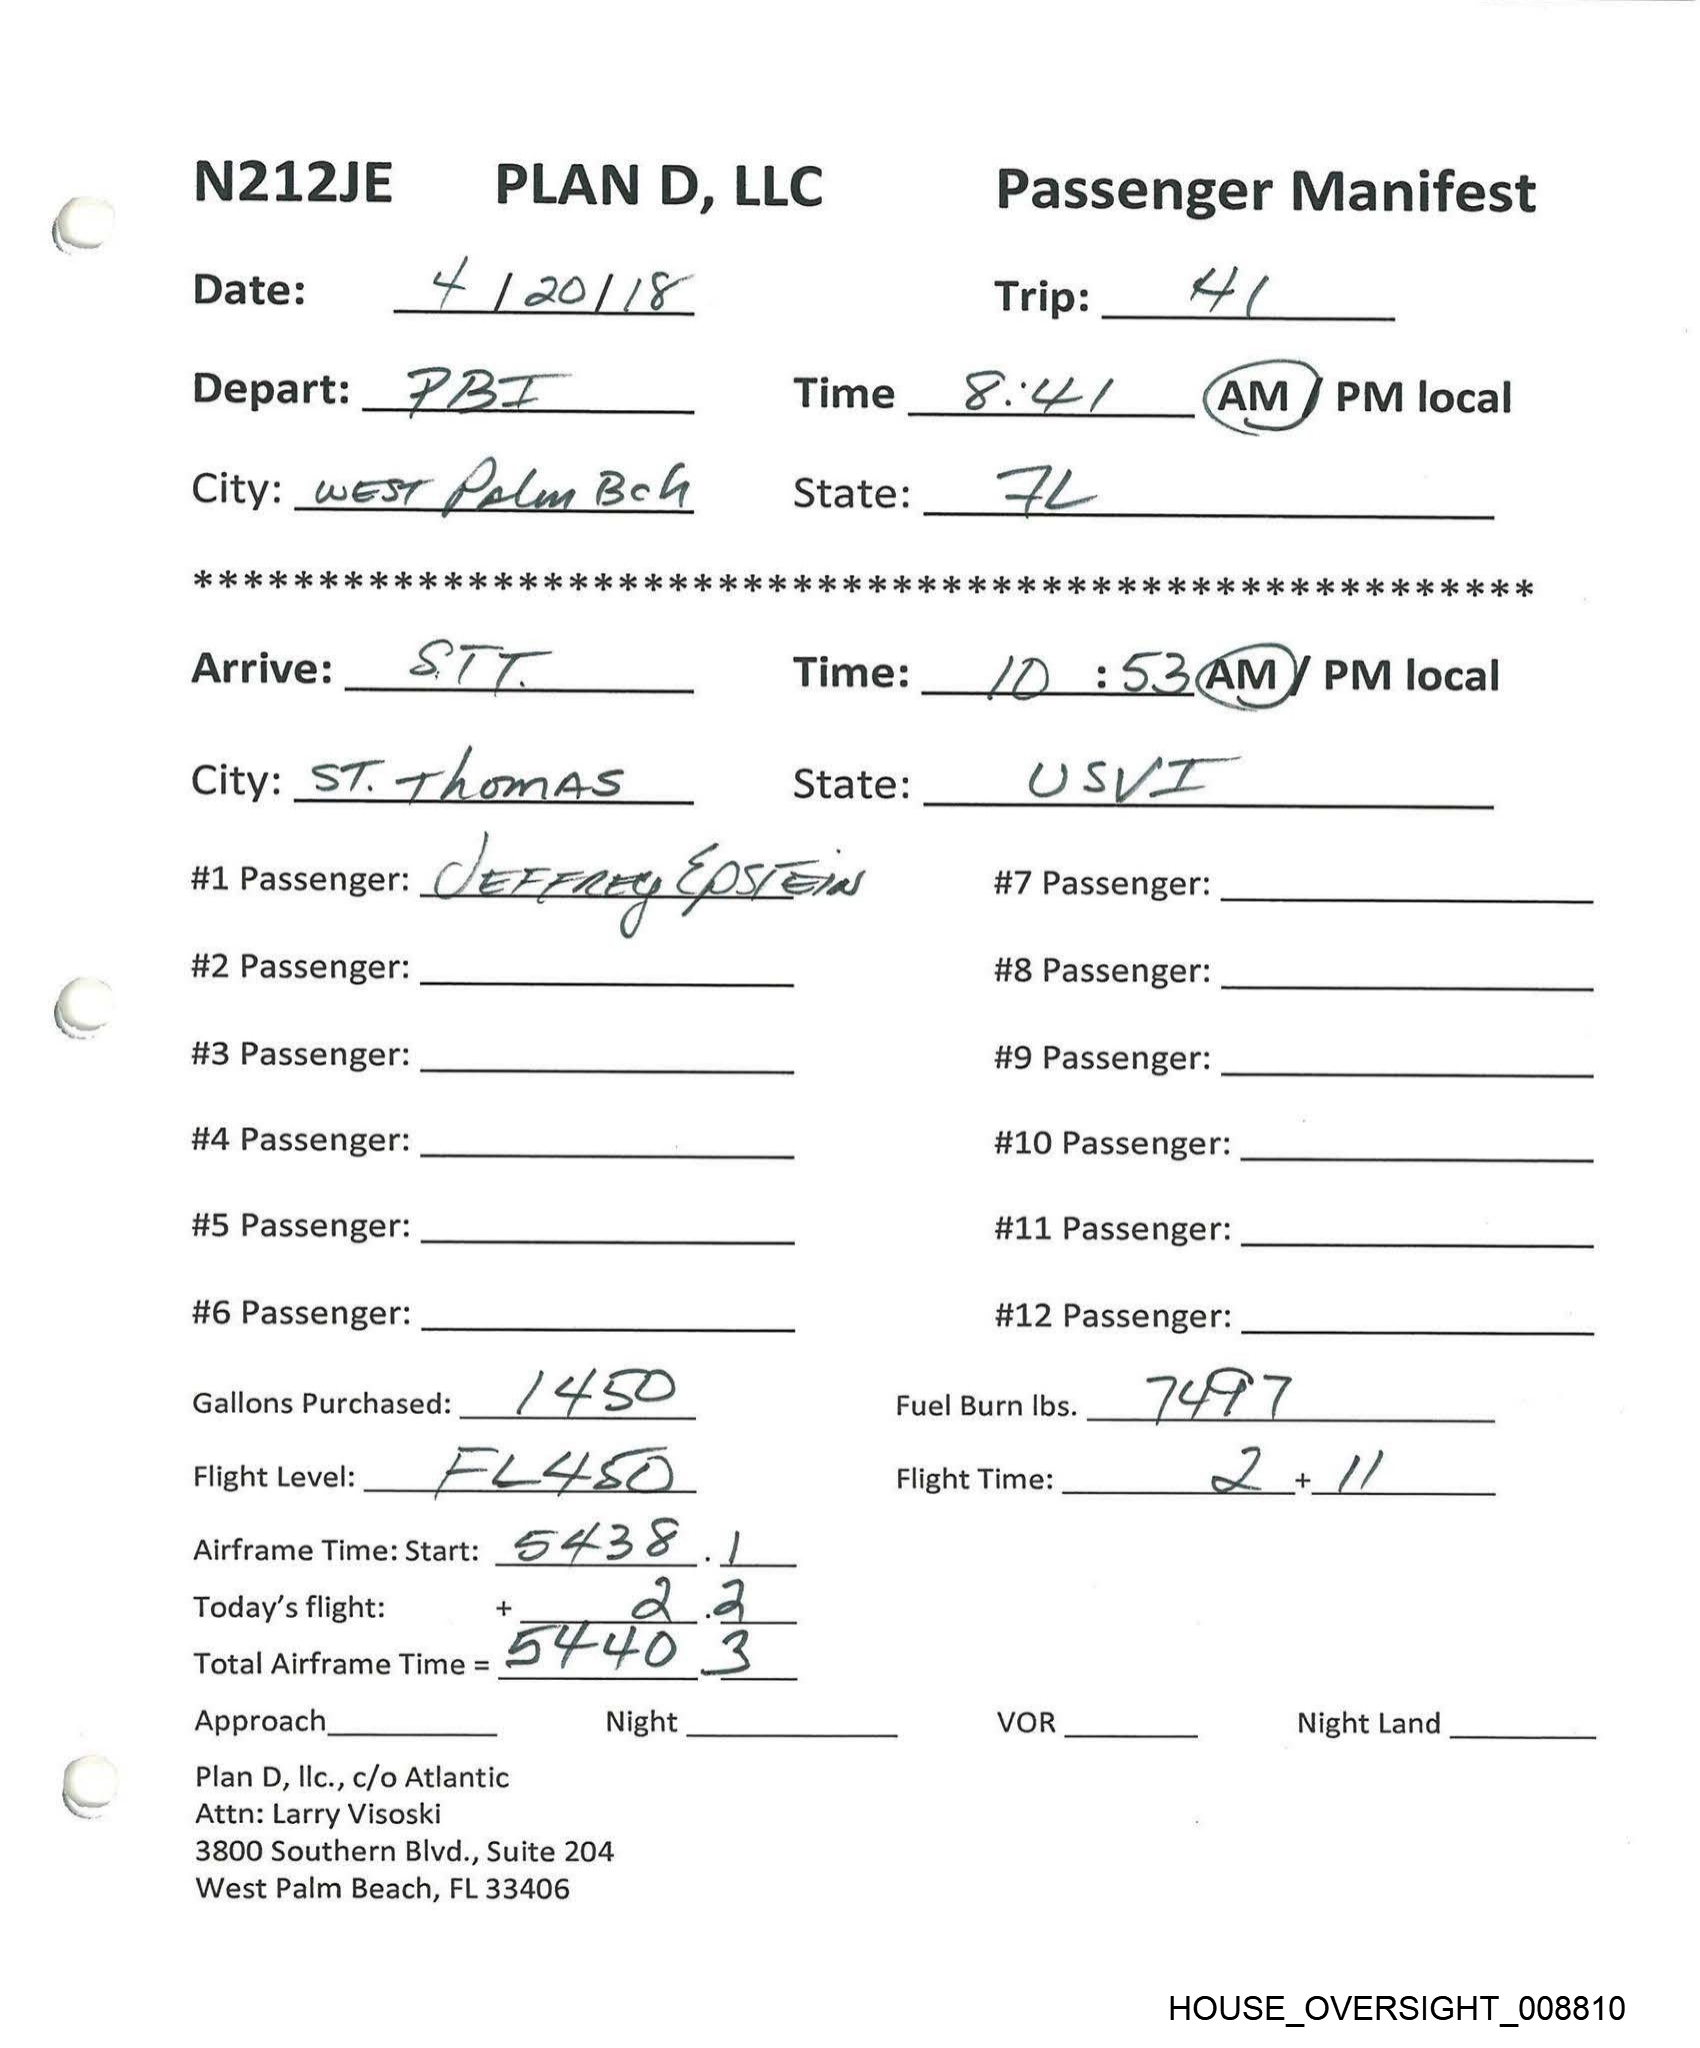 N212JE PLAN D, LLC Passenger Manifest
Date: 4/20/18 Trip: 41
Depart: PBI Time 8:41 AM / PM local
City: WEST Palm Bch State: FL
******************************************************
Arrive: STT. Time: 10 :53 AM / PM local
City: ST. Thomas State: USVI
#1 Passenger: JEFFREY EPSTEIN #7 Passenger:
#2 Passenger: #8 Passenger:
#3 Passenger: #9 Passenger:
#4 Passenger: #10 Passenger:
#5 Passenger: #11 Passenger:
#6 Passenger: #12 Passenger:
Gallons Purchased: 1450 Fuel Burn lbs. 7497
Flight Level: FL450 Flight Time: 2 + 11
Airframe Time: Start: 5438 .1
Today's flight: + 2 .2
Total Airframe Time = 5440 .3
Approach Night VOR Night Land
Plan D, llc., c/o Atlantic
Attn: Larry Visoski
3800 Southern Blvd., Suite 204
West Palm Beach, FL 33406
HOUSE_OVERSIGHT_008810